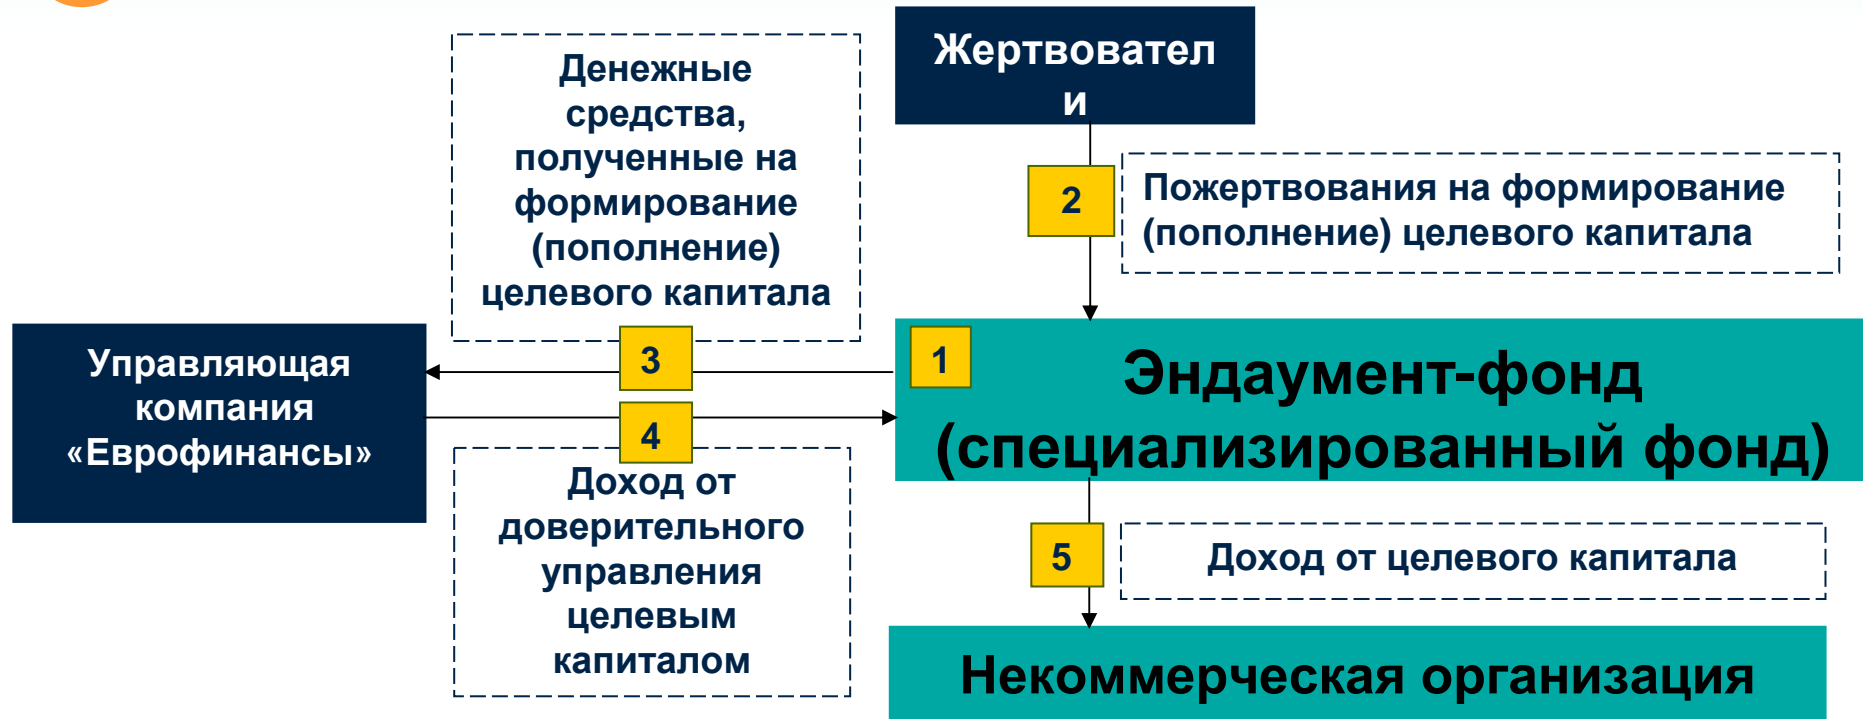 Жертвовател
и
Денежные
средства,
полученные на
формирование
(пополнение)
целевого капитала
2
Пожертвования на формирование
(пополнение) целевого капитала
Управляющая
компания
«Еврофинансы»
3
4
1
Эндаумент-фонд
(специализированный фонд)
Доход от
доверительного
управления
целевым
капиталом
5
Доход от целевого капитала
Некоммерческая организация